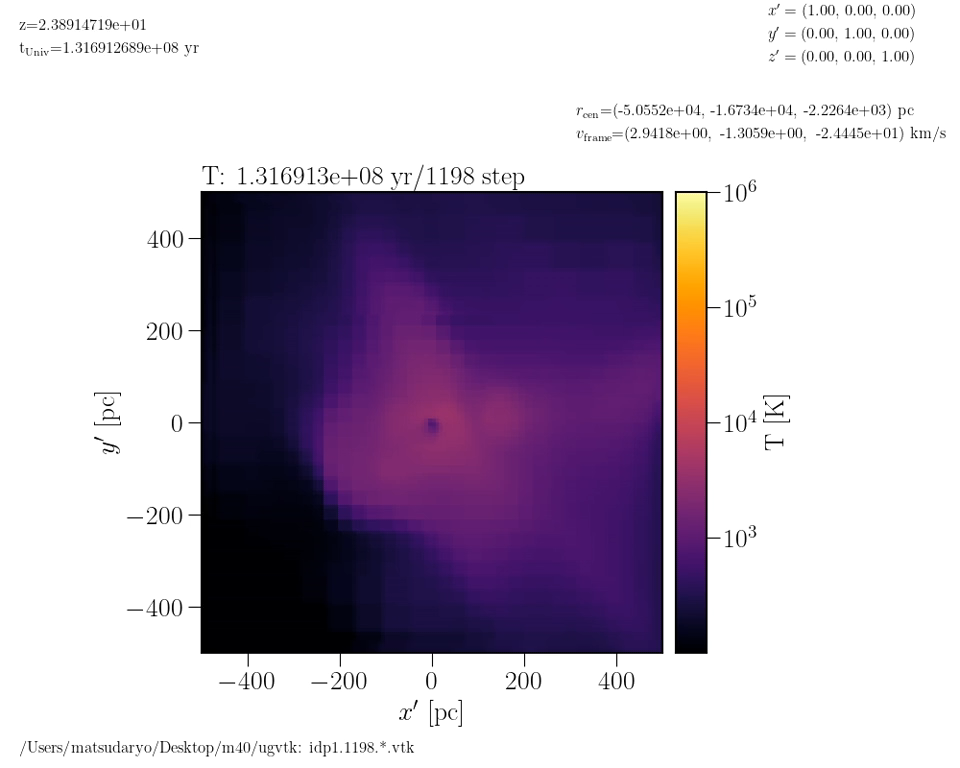 z=2.38914719e+01
t_Univ=1.316912689e+08 yr
x′ = (1.00, 0.00, 0.00)
y′ = (0.00, 1.00, 0.00)
z′ = (0.00, 0.00, 1.00)
r_cen=(-5.0552e+04, -1.6734e+04, -2.2264e+03) pc
v_frame=(2.9418e+00, -1.3059e+00, -2.4445e+01) km/s
T: 1.316913e+08 yr/1198 step
400
200
0
−200
−400
y′ [pc]
−400 −200 0 200 400
x′ [pc]
10^6
10^5
10^4
10^3
T [K]
/Users/matsudaryo/Desktop/m40/ugvtk: idp1.1198.*.vtk